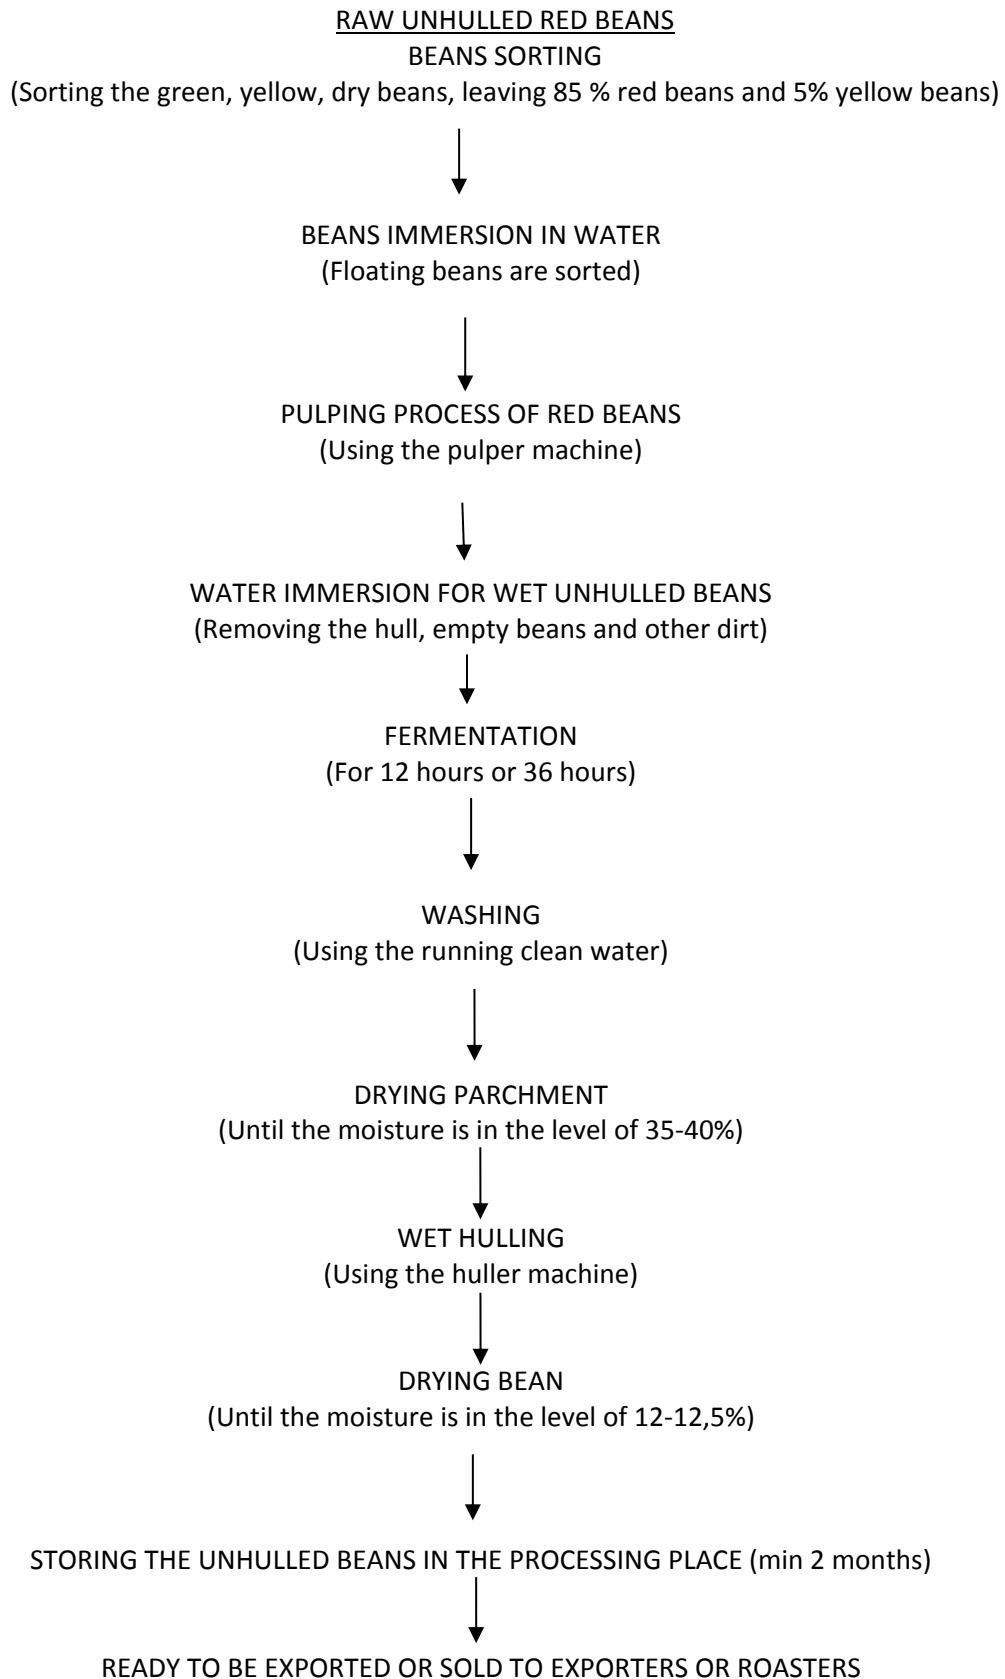 RAW UNHULLED RED BEANS
BEANS SORTING
(Sorting the green, yellow, dry beans, leaving 85 % red beans and 5% yellow beans)
BEANS IMMERSION IN WATER
(Floating beans are sorted)
PULPING PROCESS OF RED BEANS
(Using the pulper machine)
WATER IMMERSION FOR WET UNHULLED BEANS
(Removing the hull, empty beans and other dirt)
FERMENTATION
(For 12 hours or 36 hours)
WASHING
(Using the running clean water)
DRYING PARCHMENT
(Until the moisture is in the level of 35-40%)
WET HULLING
(Using the huller machine)
DRYING BEAN
(Until the moisture is in the level of 12-12,5%)
STORING THE UNHULLED BEANS IN THE PROCESSING PLACE (min 2 months)
READY TO BE EXPORTED OR SOLD TO EXPORTERS OR ROASTERS